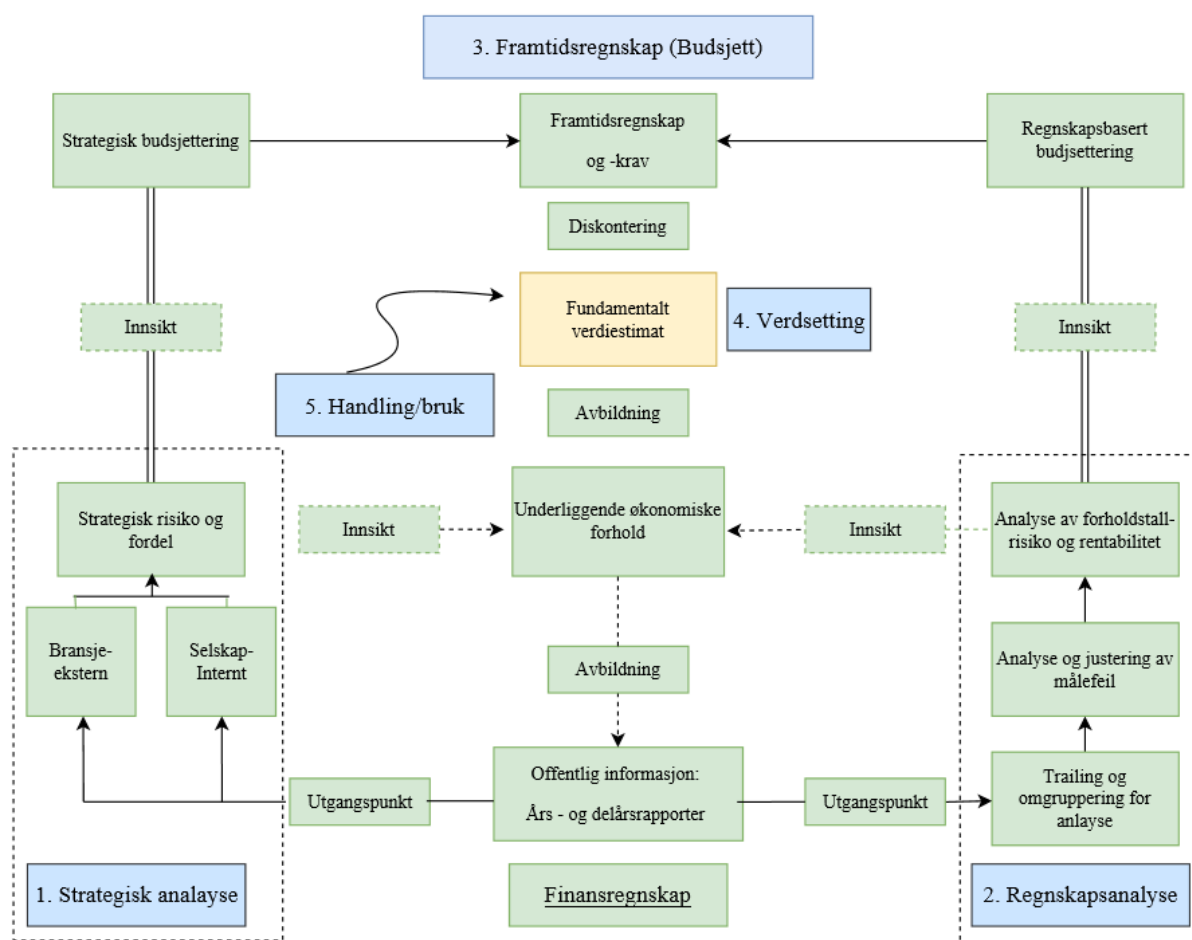 3. Framtidsregnskap (Budsjett)
Strategisk budsjettering
Framtidsregnskap
og -krav
Regnskapsbasert
budjsettering
Diskontering
Innsikt
Fundamentalt
verdiestimat
4. Verdsetting
Innsikt
5. Handling/bruk
Avbildning
Strategisk risiko og
fordel
Innsikt
Underliggende økonomiske
forhold
Innsikt
Analyse av forholdstall-
risiko og rentabilitet
Bransje-
ekstern
Selskap-
Internt
Avbildning
Analyse og justering av
målefeil
Utgangspunkt
Offentlig informasjon:
Års - og delårsrapporter
Utgangspunkt
Trailing og
omgruppering for
anlayse
1. Strategisk analayse
Finansregnskap
2. Regnskapsanalyse